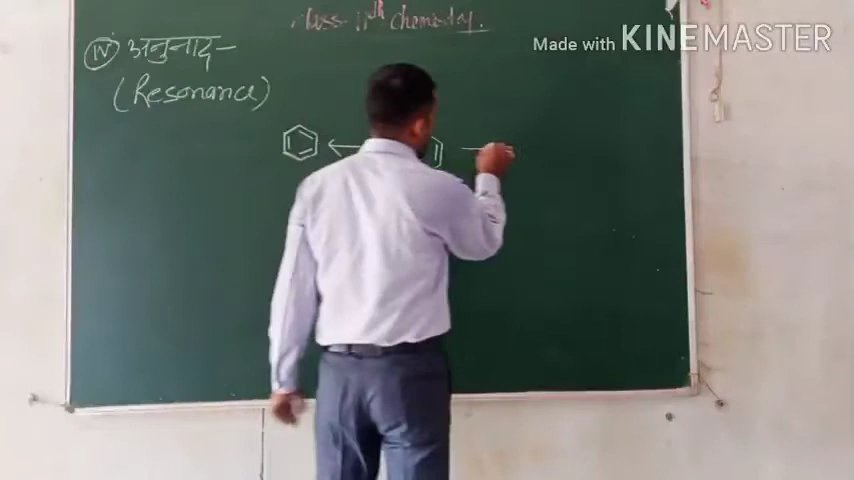 class-11th chemistry.
Made with KINEMASTER
(IV) अनुनाद-
(Resonance)